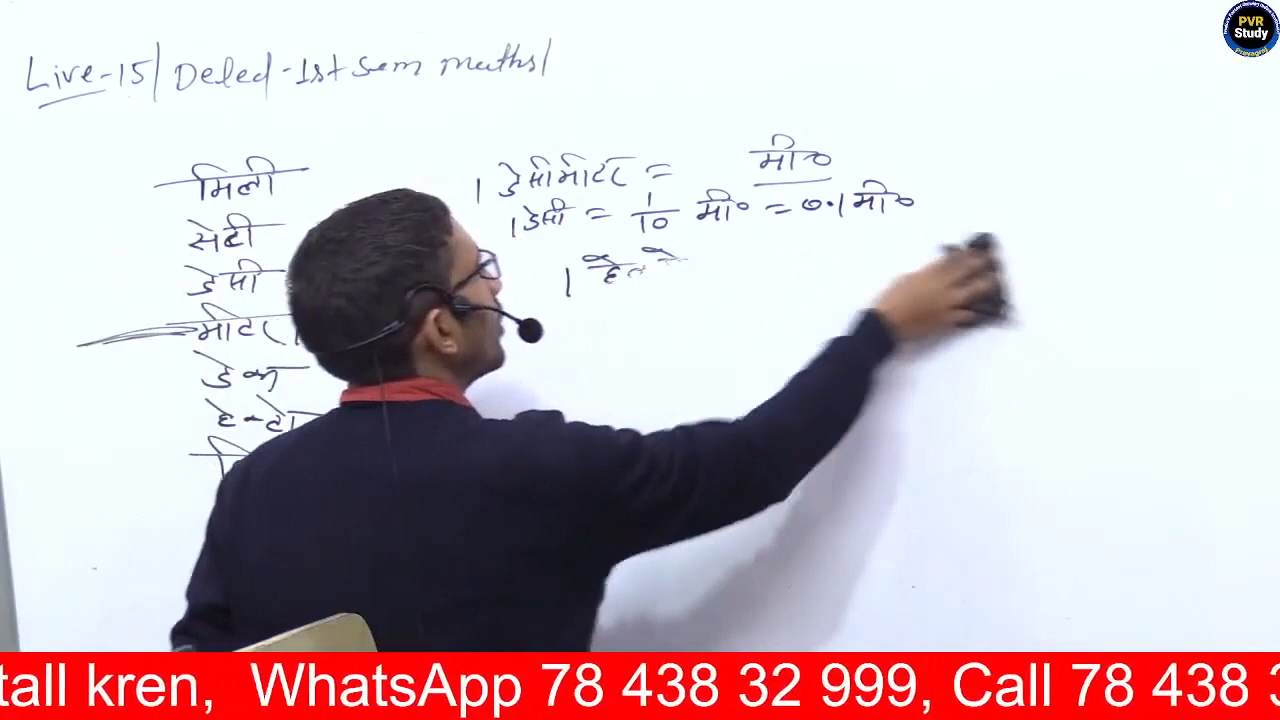 Live-15/ Deled-1st sem maths/
मिली
सेंटी
डेसी
मीटर
डेका
हेक्टो
1 डेसीमीटर = मी०
1 डेसी = 1/10 मी० = 0.1 मी०
1
PVR
Study
Prayagraj
tall kren, WhatsApp 78 438 32 999, Call 78 438 3